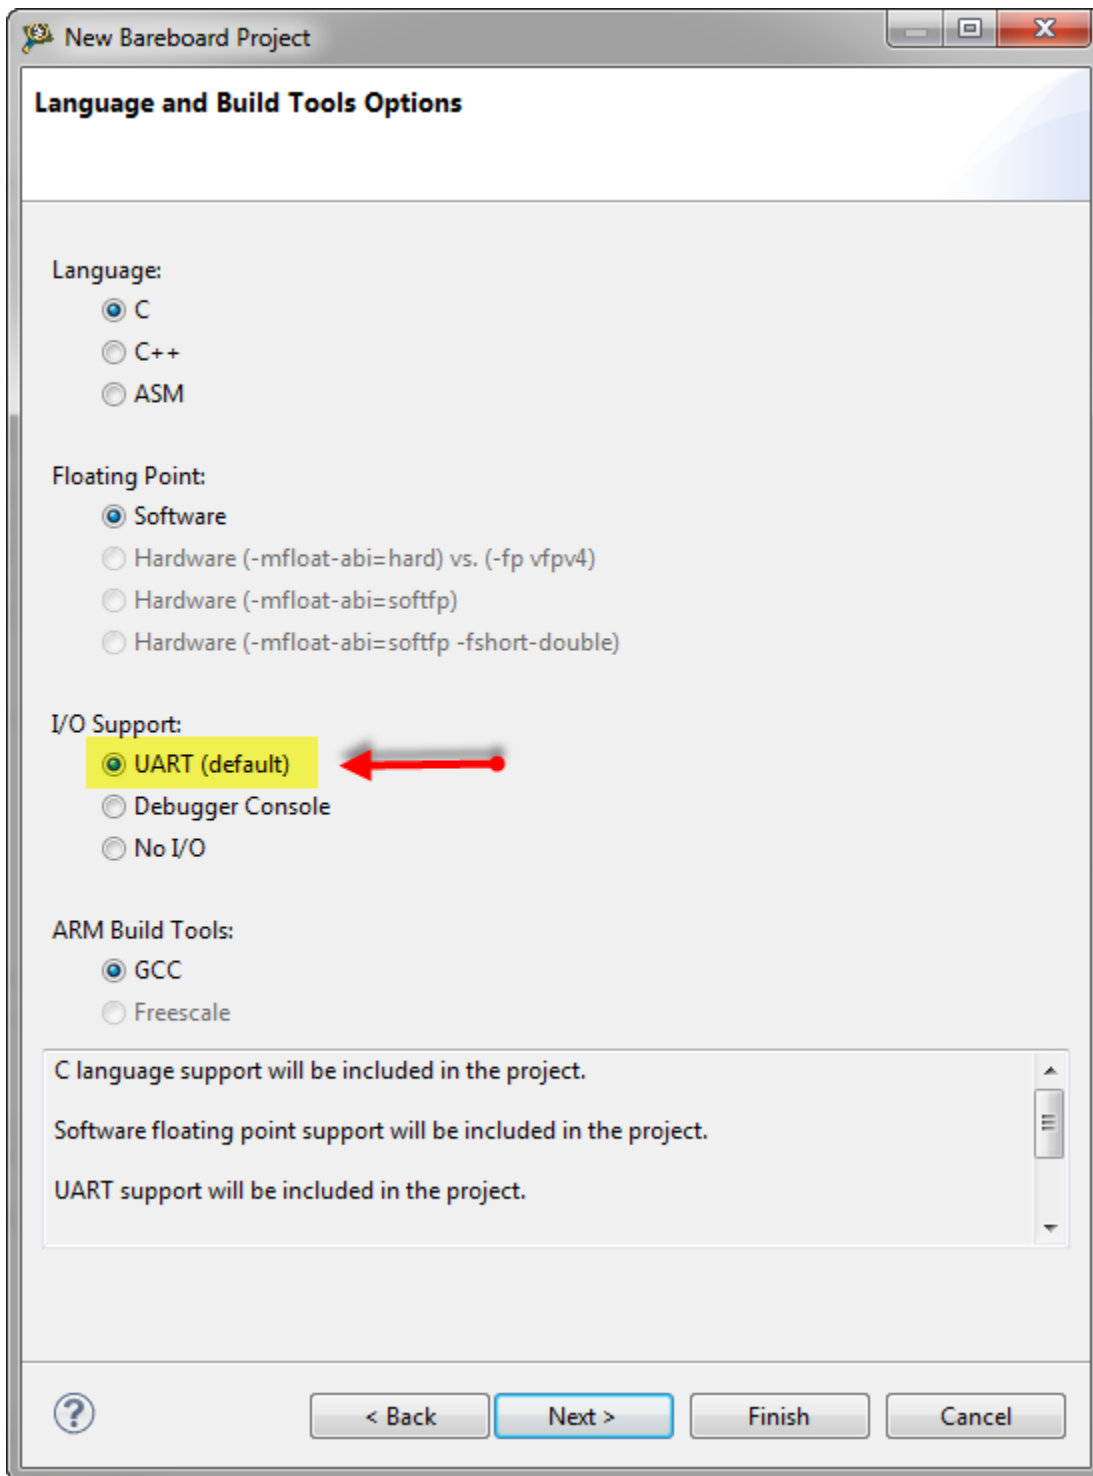 New Bareboard Project
Language and Build Tools Options
Language:
C
C++
ASM
Floating Point:
Software
Hardware (-mfloat-abi=hard) vs. (-fp vfpv4)
Hardware (-mfloat-abi=softfp)
Hardware (-mfloat-abi=softfp -fshort-double)
I/O Support:
UART (default)
Debugger Console
No I/O
ARM Build Tools:
GCC
Freescale
C language support will be included in the project.
Software floating point support will be included in the project.
UART support will be included in the project.
? < Back Next > Finish Cancel